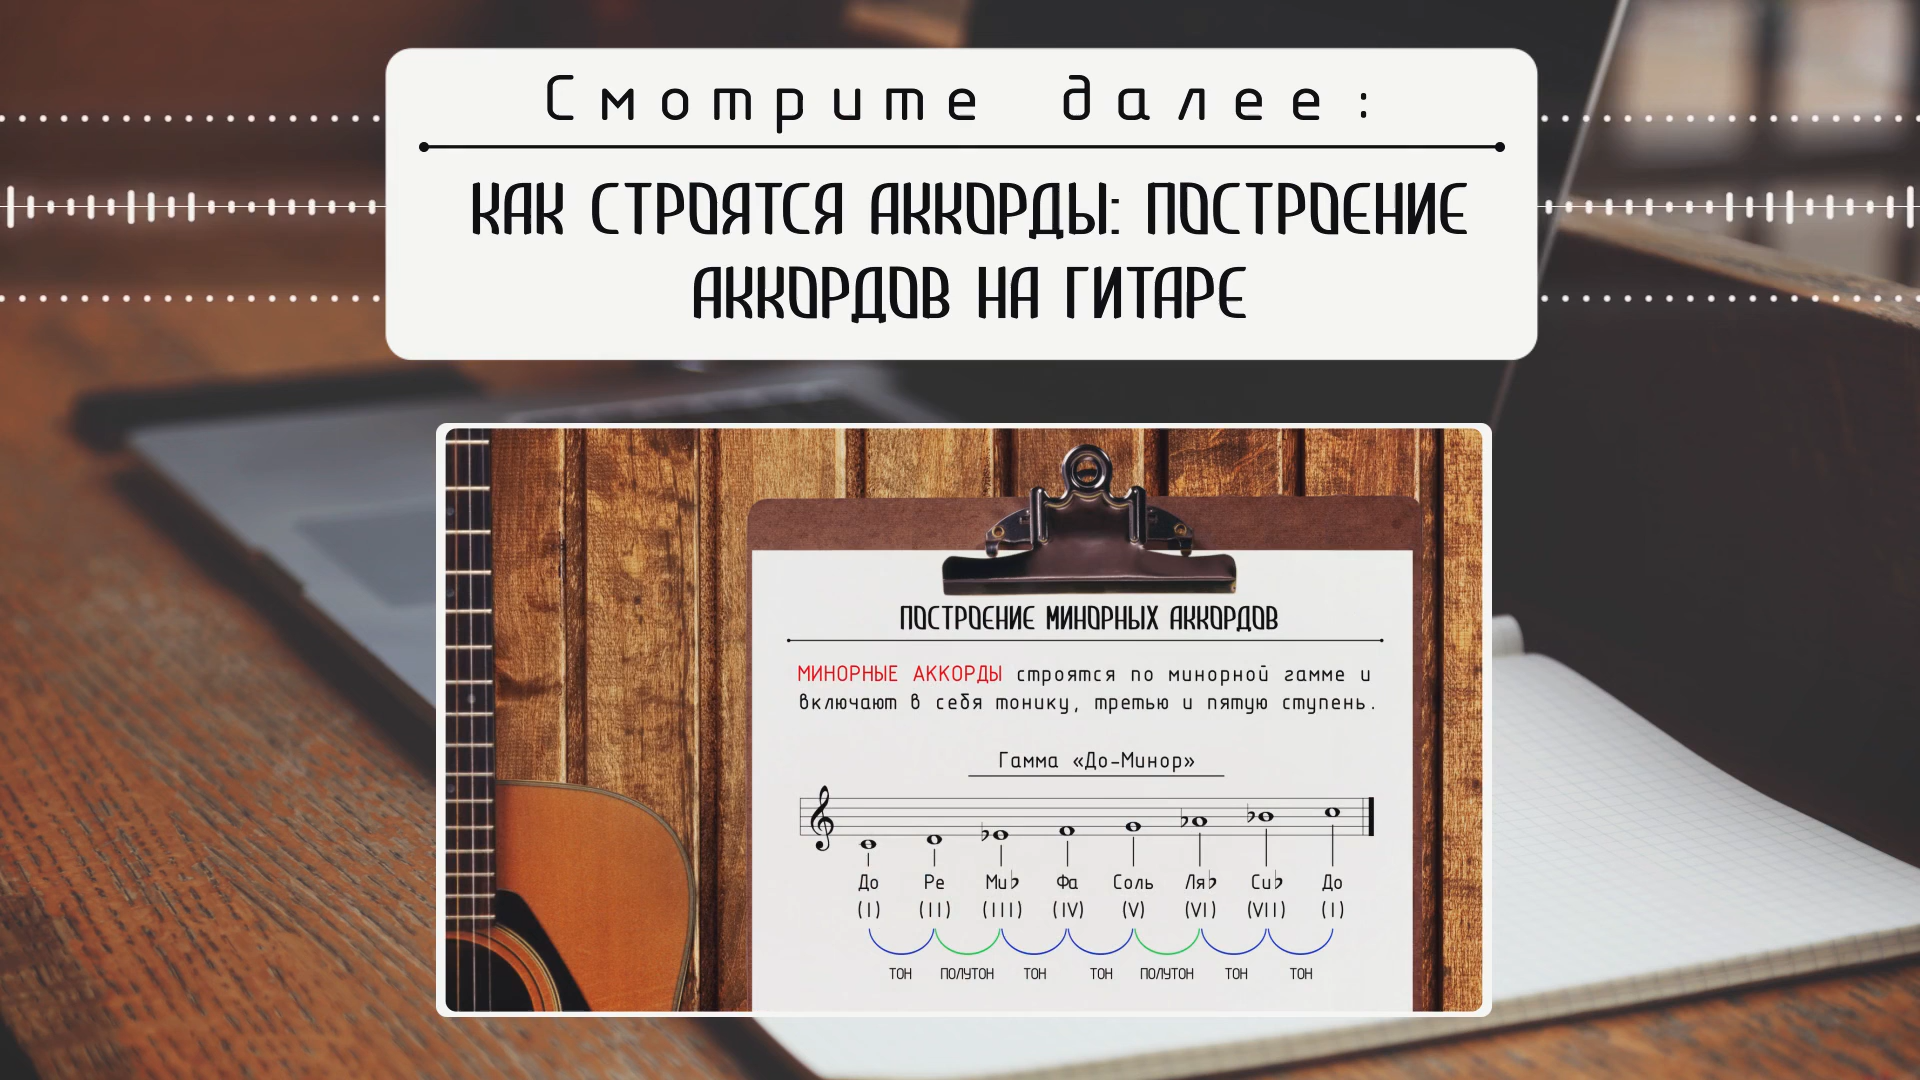 Смотрите далее:
КАК СТРОЯТСЯ АККОРДЫ: ПОСТРОЕНИЕ
АККОРДОВ НА ГИТАРЕ
ПОСТРОЕНИЕ МИНОРНЫХ АККОРДОВ
МИНОРНЫЕ АККОРДЫ строятся по минорной гамме и
включают в себя тонику, третью и пятую ступень.
Гамма «До-Минор»
До Ре Ми♭ Фа Соль Ля♭ Си♭ До
(I) (II) (III) (IV) (V) (VI) (VII) (I)
ТОН ПОЛУТОН ТОН ТОН ПОЛУТОН ТОН ТОН